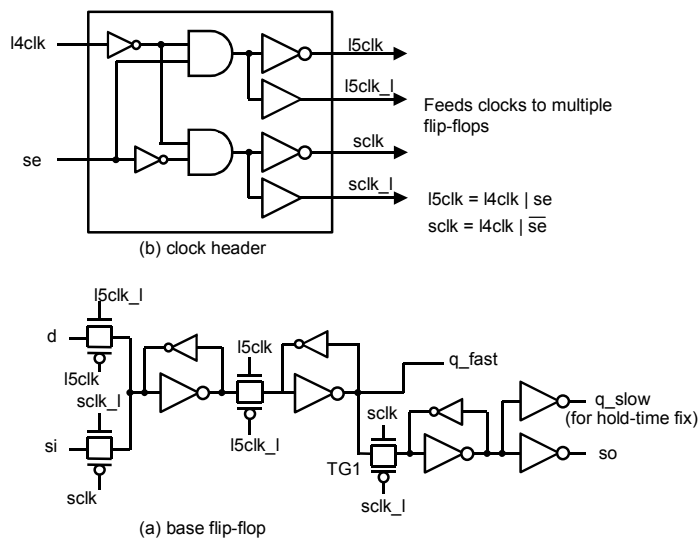 l4clk
l5clk
l5clk_l
Feeds clocks to multiple
flip-flops
se
sclk
sclk_l
l5clk = l4clk | se
sclk = l4clk | s̅e̅
(b) clock header
l5clk_l
d
l5clk
sclk_l
si
sclk
l5clk
l5clk_l
q_fast
sclk
TG1
sclk_l
q_slow
(for hold-time fix)
so
(a) base flip-flop